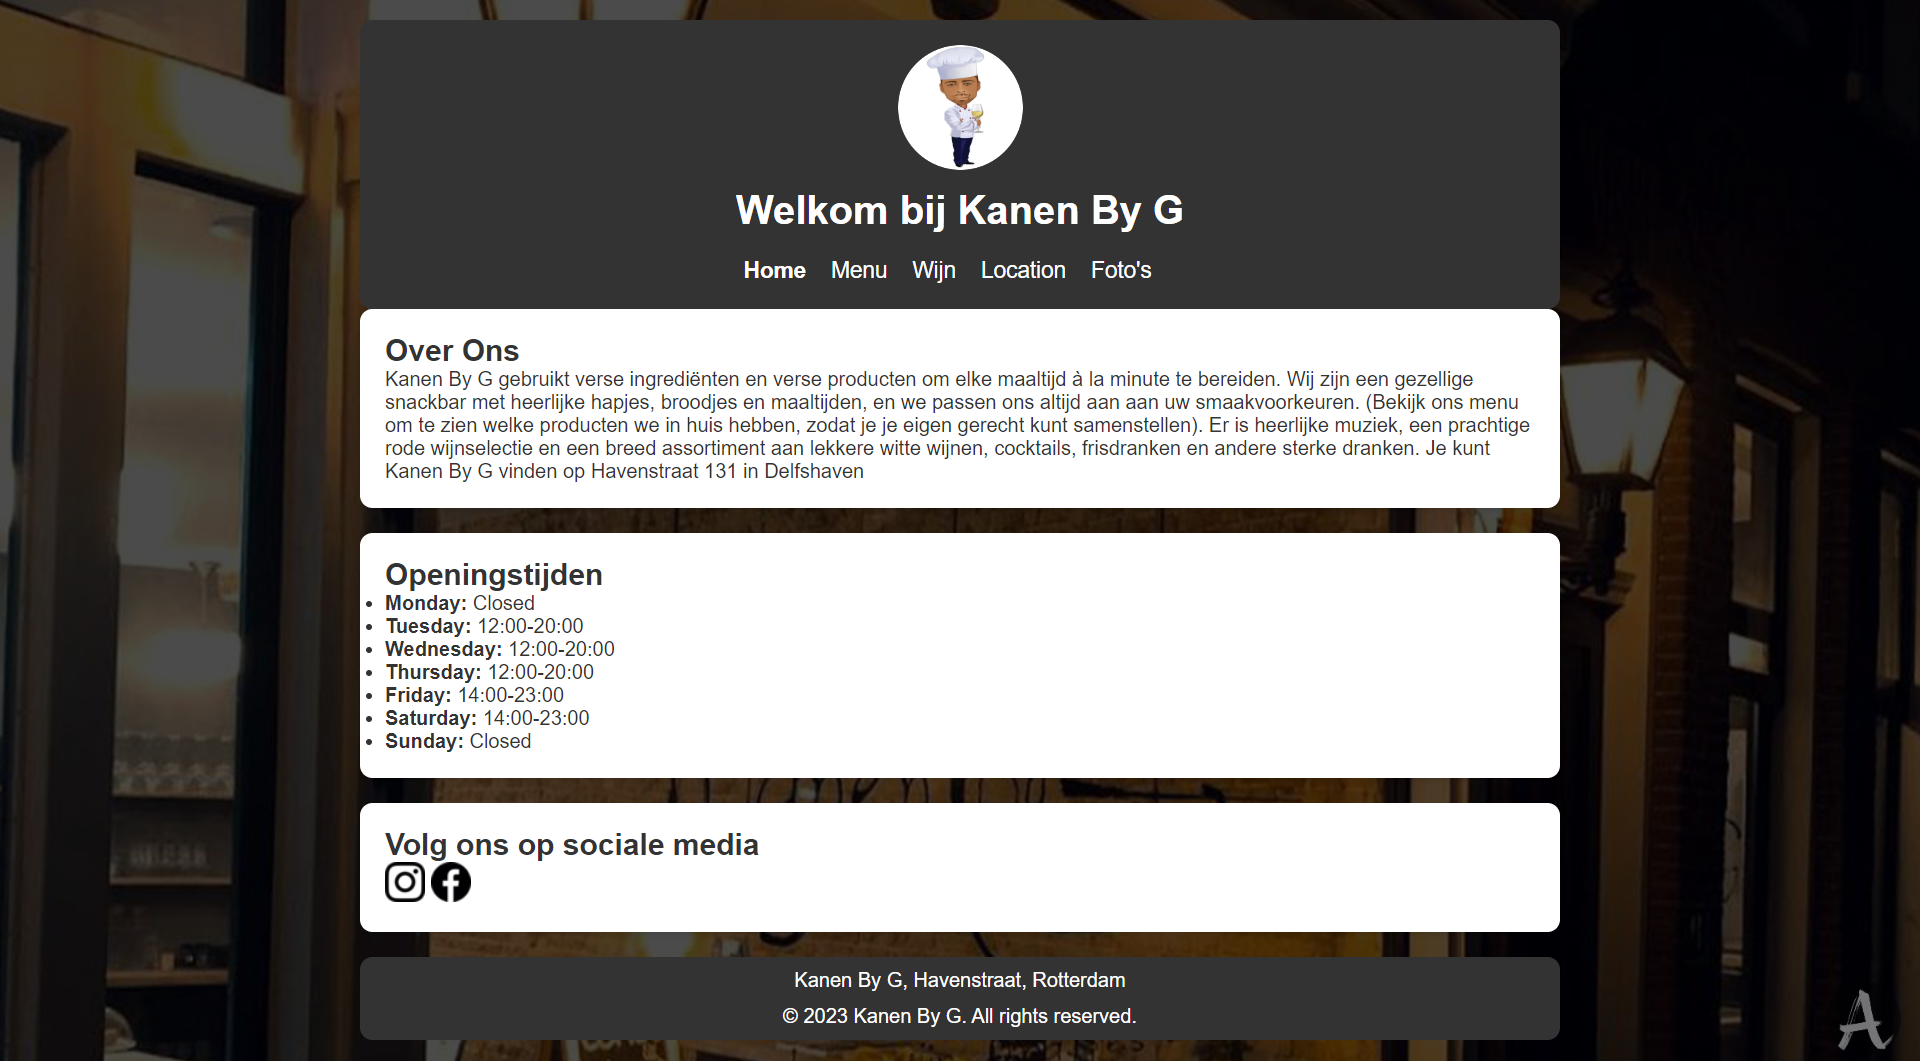 Welkom bij Kanen By G
Home Menu Wijn Location Foto's
Over Ons
Kanen By G gebruikt verse ingrediënten en verse producten om elke maaltijd à la minute te bereiden. Wij zijn een gezellige
snackbar met heerlijke hapjes, broodjes en maaltijden, en we passen ons altijd aan aan uw smaakvoorkeuren. (Bekijk ons menu
om te zien welke producten we in huis hebben, zodat je je eigen gerecht kunt samenstellen). Er is heerlijke muziek, een prachtige
rode wijnselectie en een breed assortiment aan lekkere witte wijnen, cocktails, frisdranken en andere sterke dranken. Je kunt
Kanen By G vinden op Havenstraat 131 in Delfshaven
Openingstijden
• Monday: Closed
• Tuesday: 12:00-20:00
• Wednesday: 12:00-20:00
• Thursday: 12:00-20:00
• Friday: 14:00-23:00
• Saturday: 14:00-23:00
• Sunday: Closed
Volg ons op sociale media
Kanen By G, Havenstraat, Rotterdam
© 2023 Kanen By G. All rights reserved.
A